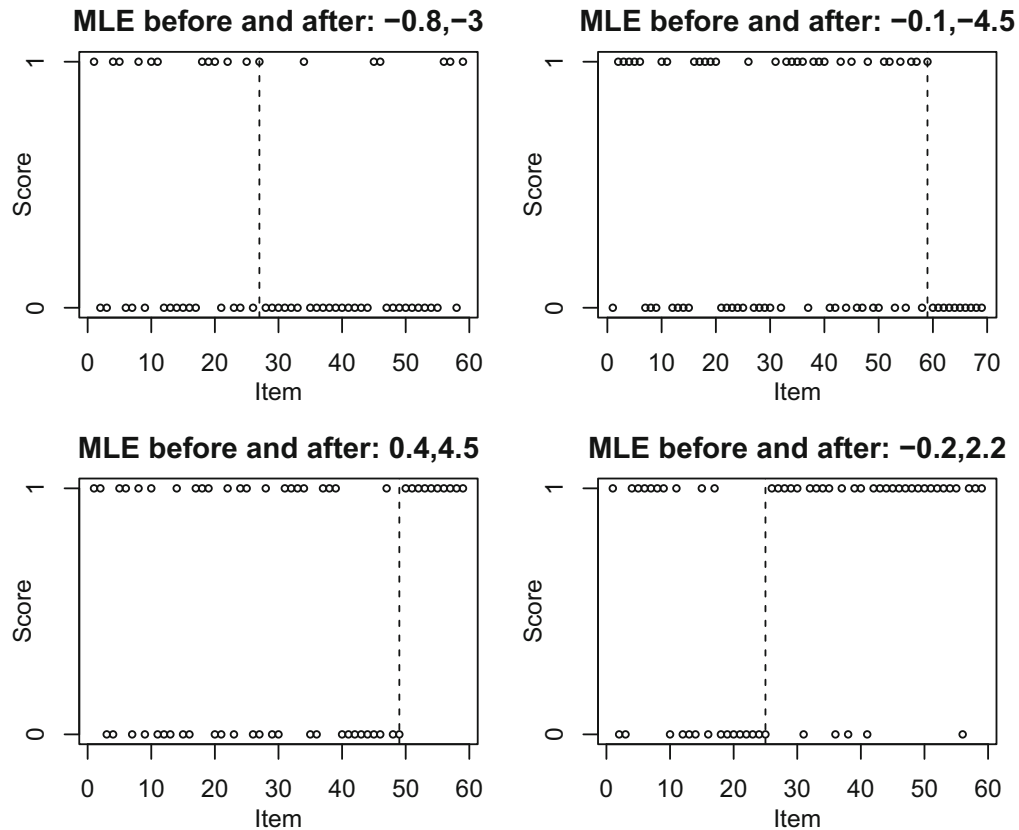 MLE before and after: −0.8,−3
1
Score
0
0 10 20 30 40 50 60
Item
MLE before and after: −0.1,−4.5
1
Score
0
0 10 20 30 40 50 60 70
Item
MLE before and after: 0.4,4.5
1
Score
0
0 10 20 30 40 50 60
Item
MLE before and after: −0.2,2.2
1
Score
0
0 10 20 30 40 50 60
Item